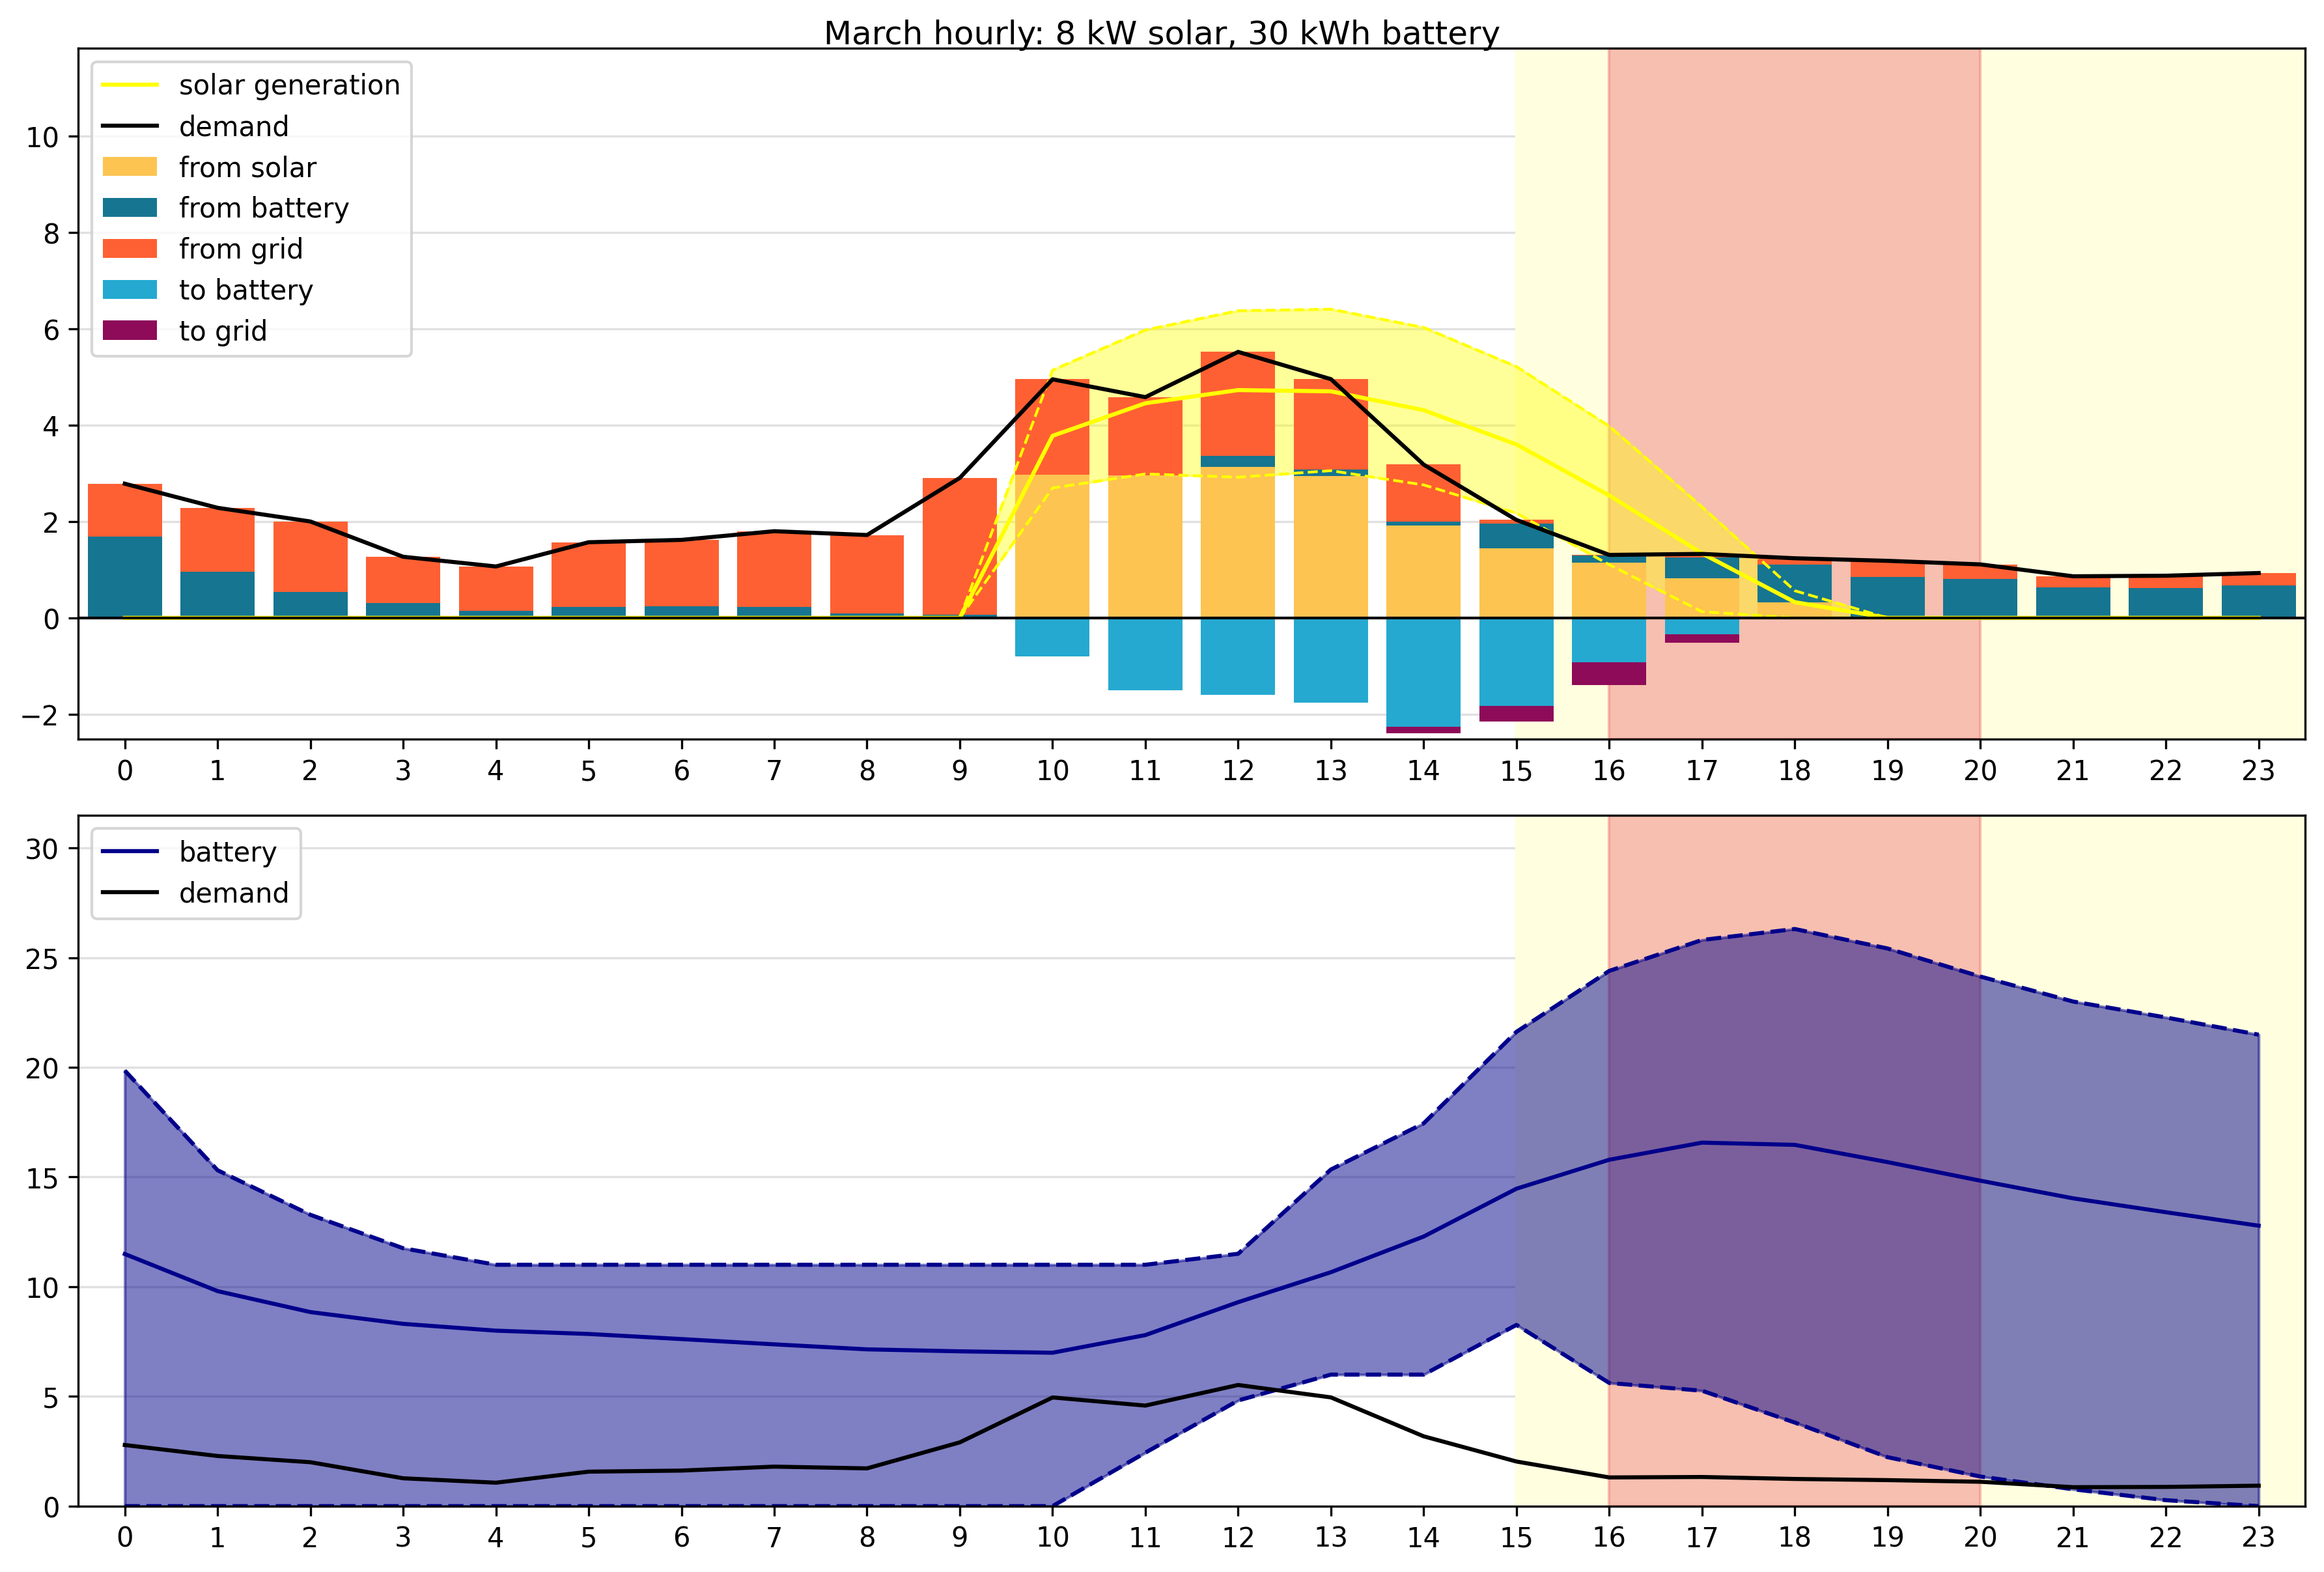 March hourly: 8 kW solar, 30 kWh battery
solar generation
demand
from solar
from battery
from grid
to battery
to grid
10
8
6
4
2
0
−2
0 1 2 3 4 5 6 7 8 9 10 11 12 13 14 15 16 17 18 19 20 21 22 23
battery
demand
30
25
20
15
10
5
0
0 1 2 3 4 5 6 7 8 9 10 11 12 13 14 15 16 17 18 19 20 21 22 23